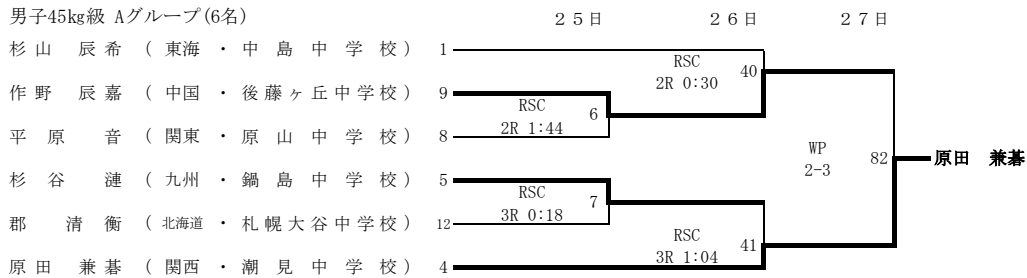 男子45kg級 Aグループ(6名) 25日 26日 27日
杉山 辰希 (東海・中島中学校) 1
RSC 2R 0:30 40
作野 辰嘉 (中国・後藤ヶ丘中学校) 9
RSC 2R 1:44 6
平原 音 (関東・原山中学校) 8
WP 2-3 82 原田 兼碁
杉谷 漣 (九州・鍋島中学校) 5
RSC 3R 0:18 7
郡 清衡 (北海道・札幌大谷中学校) 12
RSC 3R 1:04 41
原田 兼碁 (関西・潮見中学校) 4